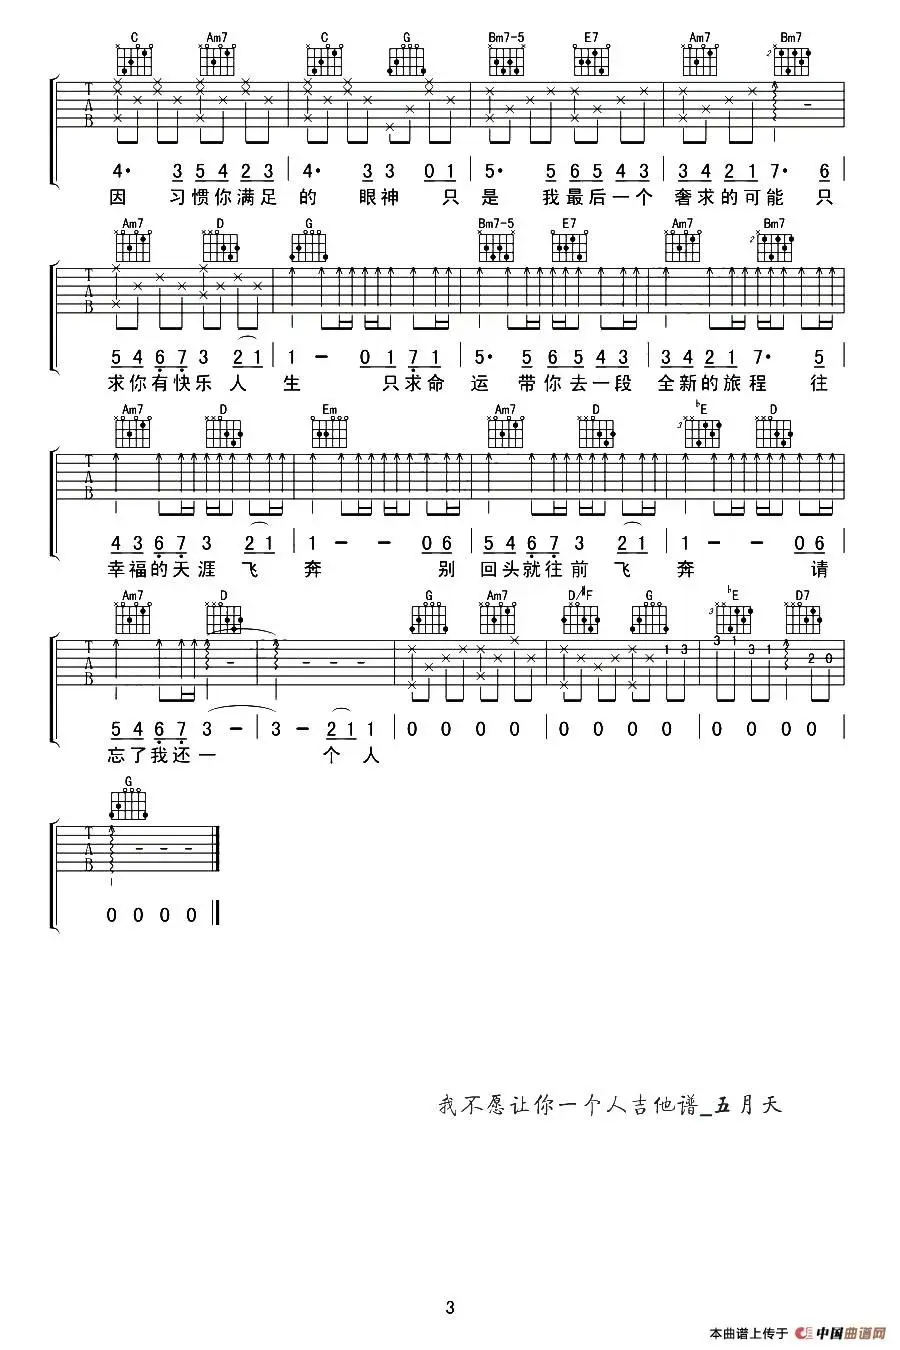 C Am7 C G Bm7-5 E7 Am7 Bm7
T A B
4· 3 5 4 2 3 | 4· 3 3 0 1 | 5· 5 6 5 4 3 | 3 4 2 1 7· 6
因 习惯你满足 的 眼神 只 是 我最后一个 奢求的可能 只
Am7 D G Bm7-5 E7 Am7 Bm7
T A B
5 4 6 7 3 2 1 | 1 - 0 1 7 1 | 5· 5 6 5 4 3 | 3 4 2 1 7· 5
求你有快乐 人 生 只求命 运 带你去一段 全新的旅程 往
Am7 D Em Am7 D ♭E D
T A B
4 3 6 7 3 2 1 | 1 - - 0 6 | 5 4 6 7 3 2 1 | 1 - - 0 6
幸福的天涯 飞 奔 别 回头就往前 飞 奔 请
Am7 D G Am7 D/#F G ♭E D7
T A B 1 3 3 1 3 1 2 0
5 4 6 7 3 - | 3 - 2 1 1 | 0 0 0 0 | 0 0 0 0 | 0 0 0 0
忘了我还一 个 人
G
T A B
0 0 0 0
我不愿让你一个人吉他谱_五月天
3
本曲谱上传于 中国曲谱网